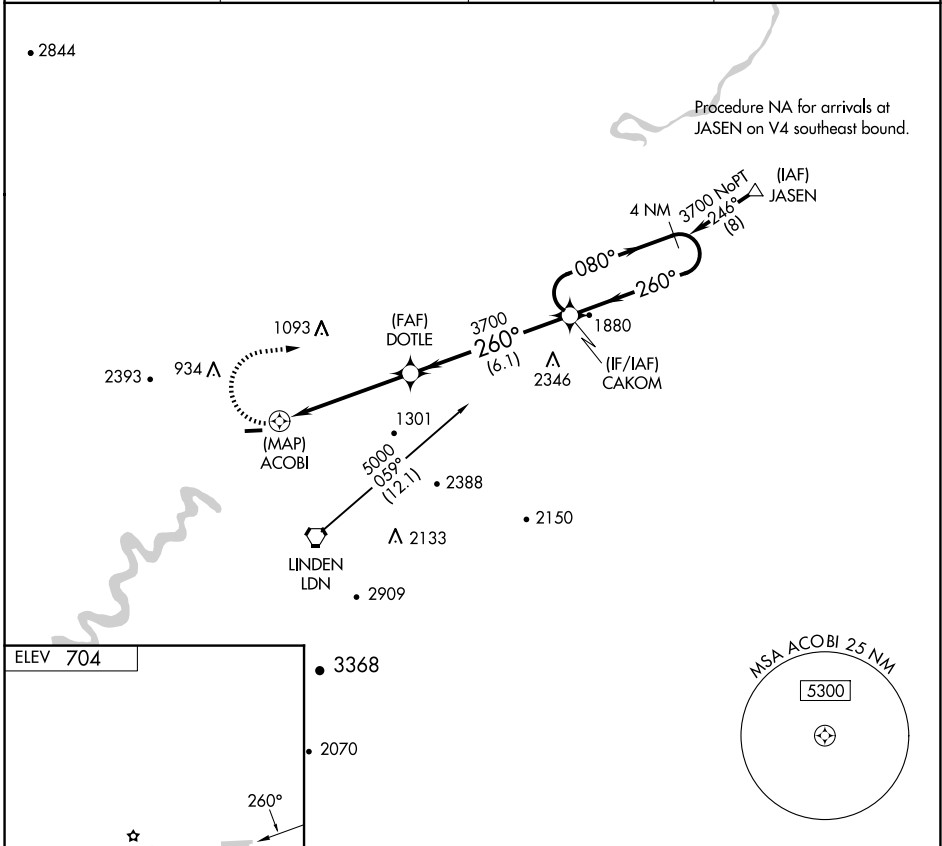 2844
Procedure NA for arrivals at
JASEN on V4 southeast bound.
(IAF)
JASEN
3700 NoPT
246°
(8)
4 NM
080°
260°
1880
(IF/IAF)
CAKOM
3700
260°
(6.1)
2346
(FAF)
DOTLE
1093
934
2393
(MAP)
ACOBI
1301
5000
059°
(12.1)
2388
2150
2133
LINDEN
LDN
2909
ELEV 704
3368
2070
260°
MSA ACOBI 25 NM
5300